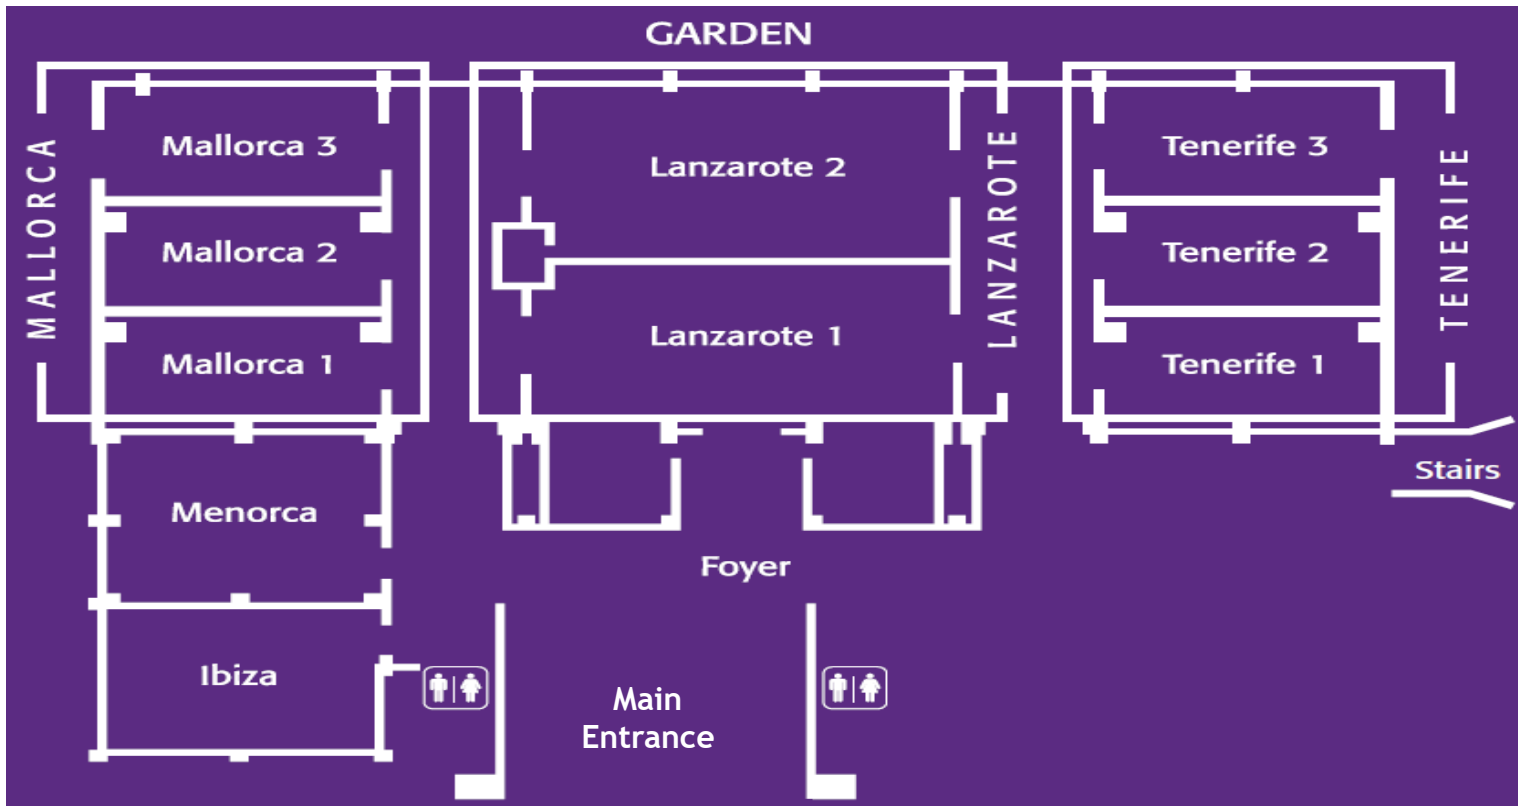 GARDEN
MALLORCA
Mallorca 3
Mallorca 2
Mallorca 1
Lanzarote 2
Lanzarote 1
LANZAROTE
Tenerife 3
Tenerife 2
Tenerife 1
TENERIFE
Stairs
Menorca
Foyer
Ibiza
Main
Entrance